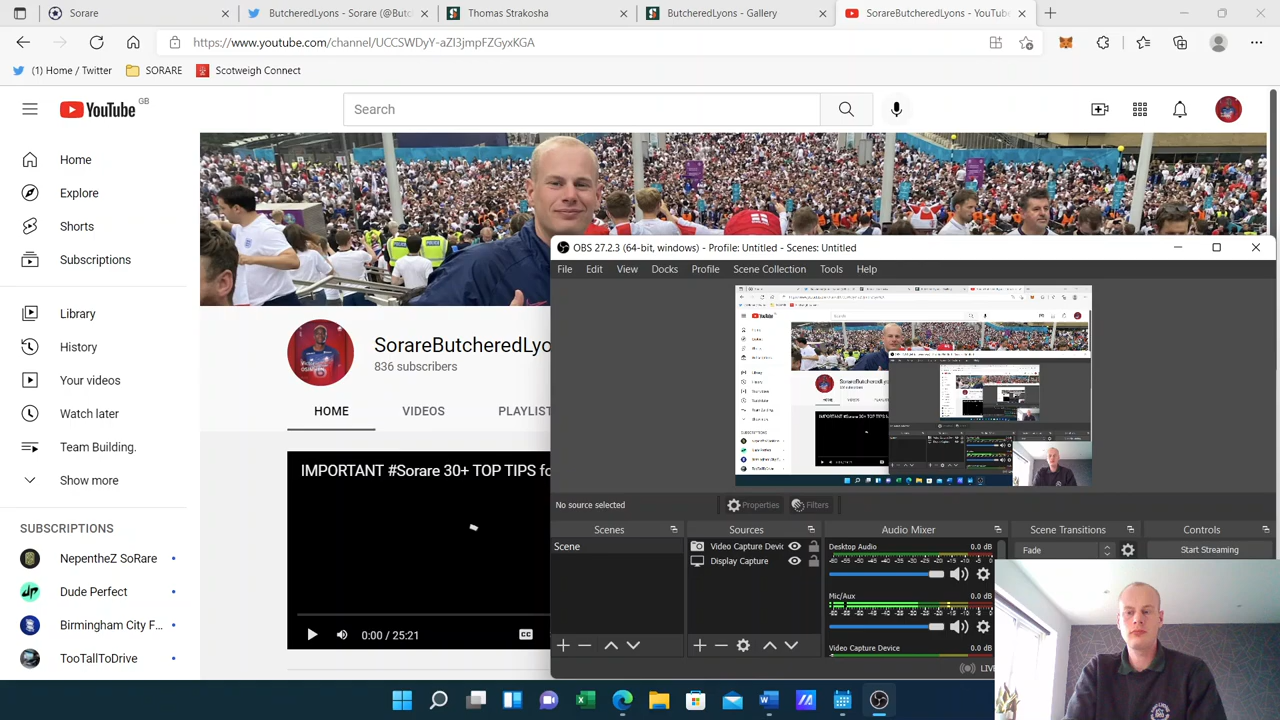 Sorare
ButcheredLyons - Sorare (@Butc
Thomas Strakosha
ButcheredLyons - Gallery
SorareButcheredLyons - YouTube
https://www.youtube.com/channel/UCCSWDyY-aZI3jmpFZGyxKGA
(1) Home / Twitter
SORARE
Scotweigh Connect
YouTube GB
Search
Home
Explore
Shorts
Subscriptions
Library
History
Your videos
Watch later
Team Building.
Show more
SUBSCRIPTIONS
NepentheZ SoRare
Dude Perfect
Birmingham City F...
TooTallToDrive
SorareButcheredLyo
836 subscribers
HOME
VIDEOS
PLAYLIST
IMPORTANT #Sorare 30+ TOP TIPS fo
0:00 / 25:21
CC
OBS 27.2.3 (64-bit, windows) - Profile: Untitled - Scenes: Untitled
File Edit View Docks Profile Scene Collection Tools Help
No source selected
Properties
Filters
Scenes
Sources
Audio Mixer
Scene Transitions
Controls
Scene
Video Capture Devic
Display Capture
Desktop Audio
0.0 dB
Mic/Aux
0.0 dB
Video Capture Device
0.0 dB
Fade
Start Streaming
LIVE